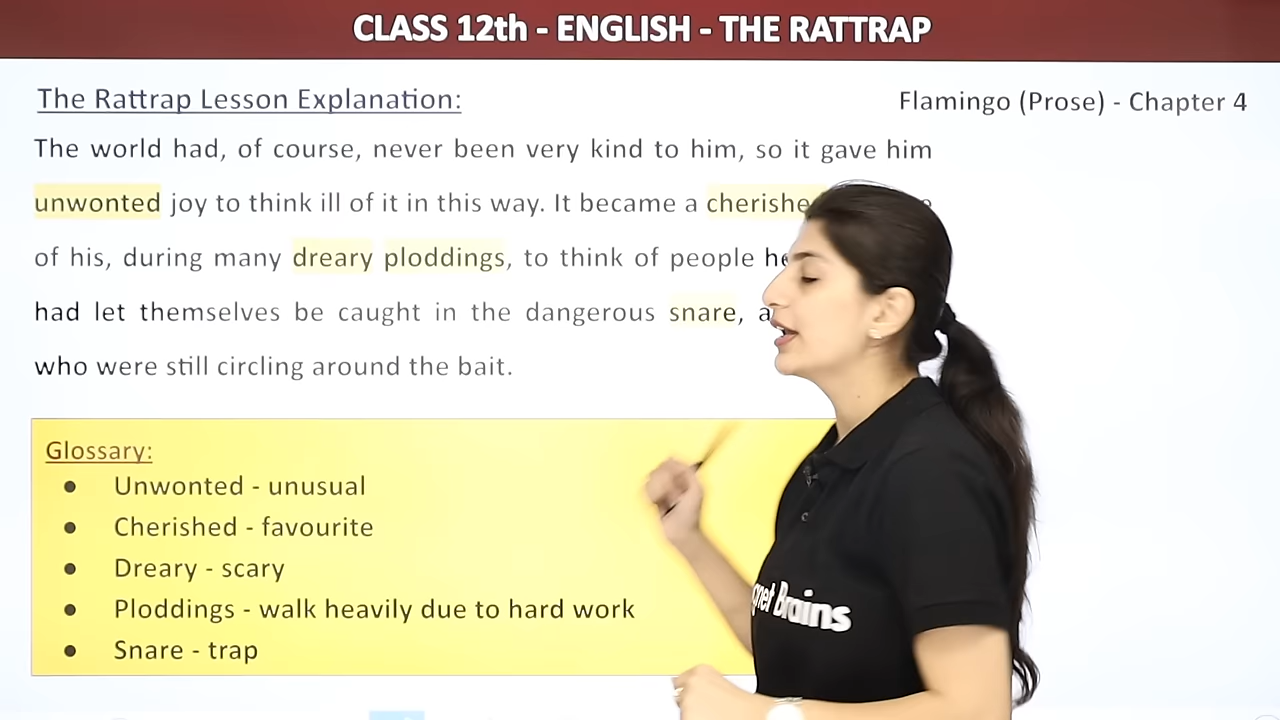 CLASS 12th - ENGLISH - THE RATTRAP
The Rattrap Lesson Explanation:
Flamingo (Prose) - Chapter 4
The world had, of course, never been very kind to him, so it gave him
unwonted joy to think ill of it in this way. It became a
of his, during many dreary ploddings, to think of people
had let themselves be caught in the dangerous snare,
who were still circling around the bait.
Glossary:
● Unwonted - unusual
● Cherished - favourite
● Dreary - scary
● Ploddings - walk heavily due to hard work
● Snare - trap
Brains